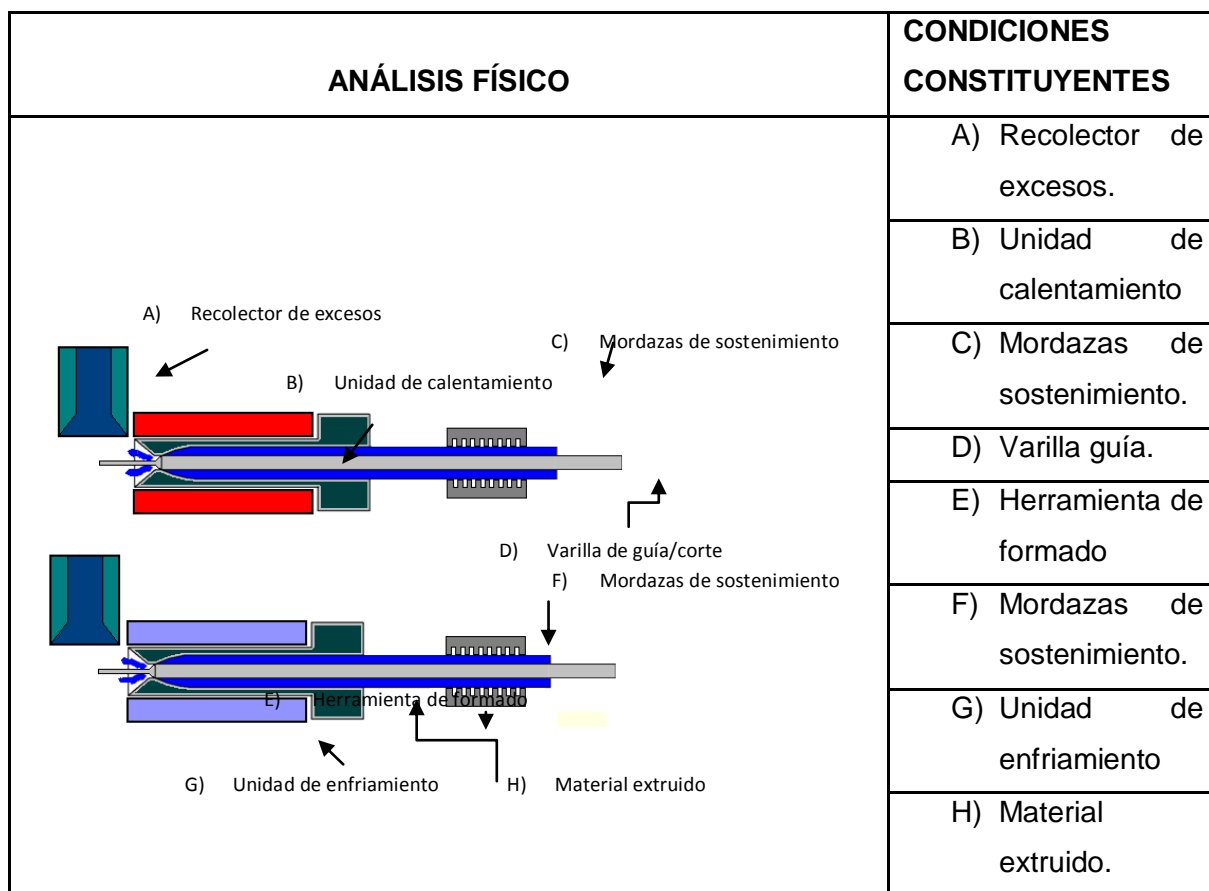 ANÁLISIS FÍSICO
CONDICIONES
CONSTITUYENTES
A) Recolector de excesos
B) Unidad de calentamiento
C) Mordazas de sostenimiento
D) Varilla de guía/corte
F) Mordazas de sostenimiento
E) Herramienta de formado
G) Unidad de enfriamiento
H) Material extruido
A) Recolector de
excesos.
B) Unidad de
calentamiento
C) Mordazas de
sostenimiento.
D) Varilla guía.
E) Herramienta de
formado
F) Mordazas de
sostenimiento.
G) Unidad de
enfriamiento
H) Material
extruido.